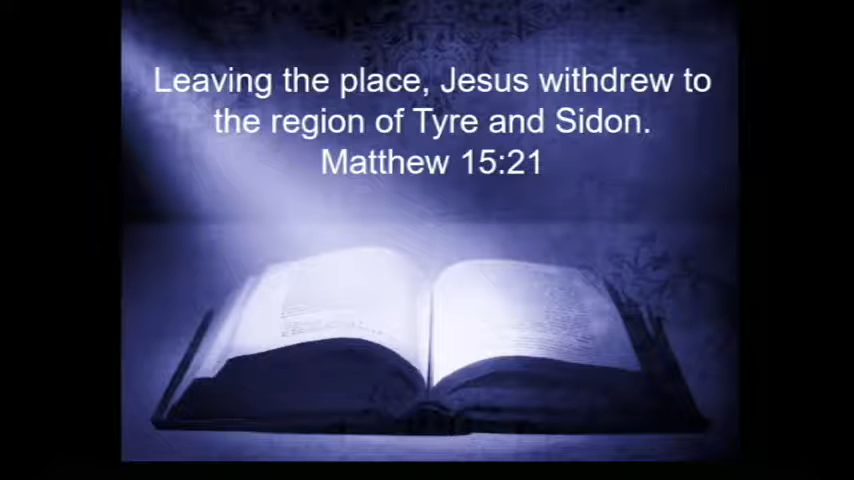 Leaving the place, Jesus withdrew to
the region of Tyre and Sidon.
Matthew 15:21